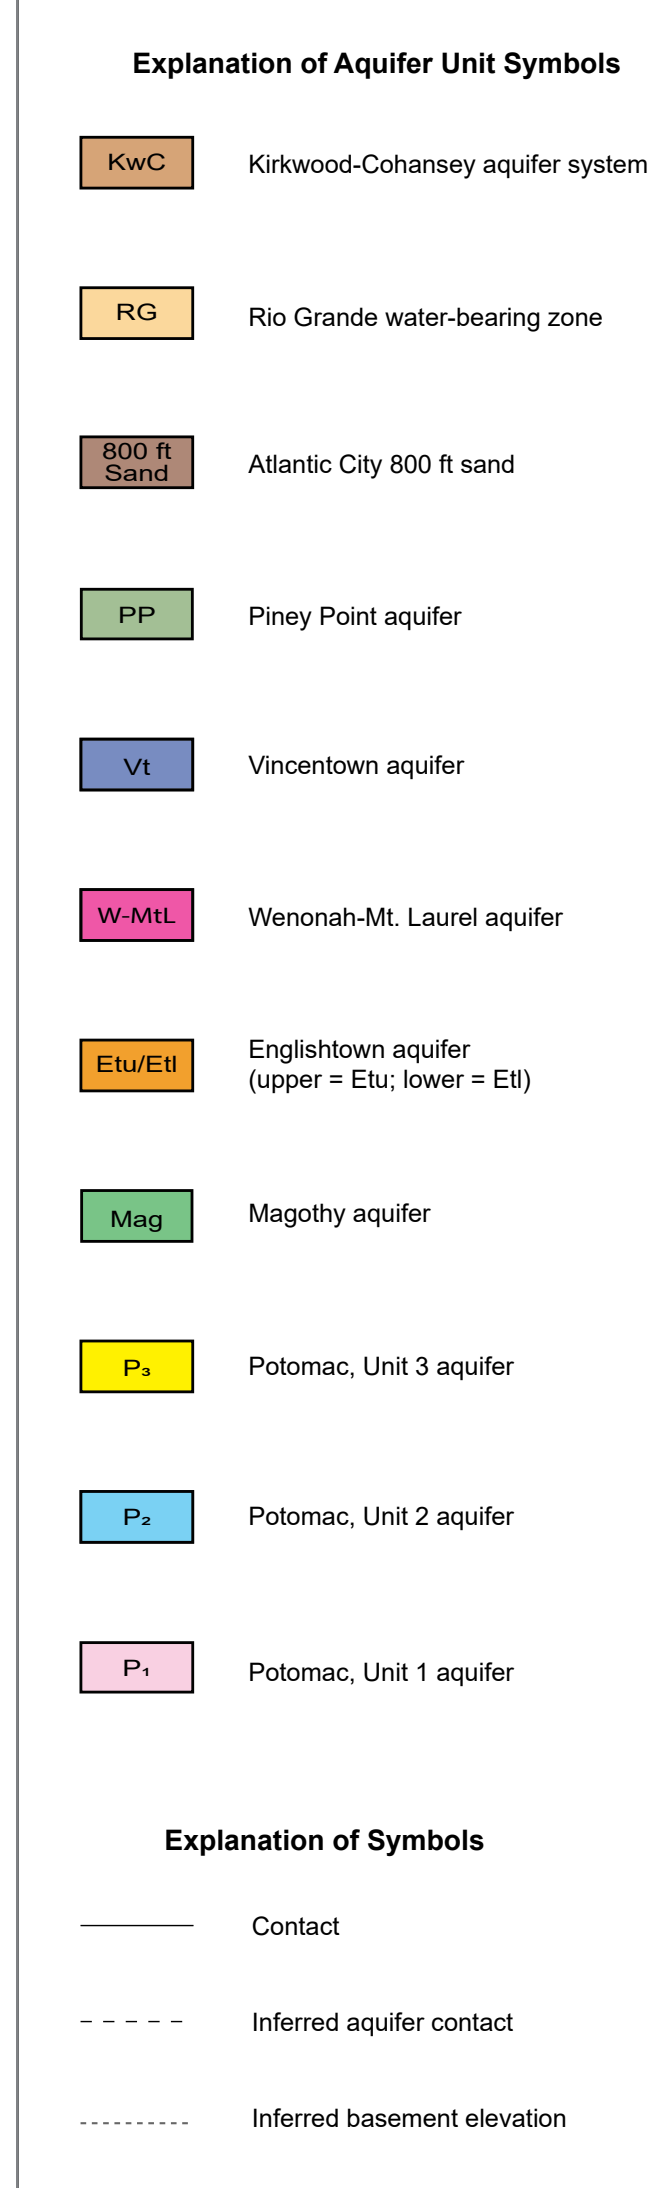 Explanation of Aquifer Unit Symbols
KwC
Kirkwood-Cohansey aquifer system
RG
Rio Grande water-bearing zone
800 ft
Sand
Atlantic City 800 ft sand
PP
Piney Point aquifer
Vt
Vincentown aquifer
W-MtL
Wenonah-Mt. Laurel aquifer
Etu/Etl
Englishtown aquifer
(upper = Etu; lower = Etl)
Mag
Magothy aquifer
P₃
Potomac, Unit 3 aquifer
P₂
Potomac, Unit 2 aquifer
P₁
Potomac, Unit 1 aquifer
Explanation of Symbols
Contact
Inferred aquifer contact
Inferred basement elevation